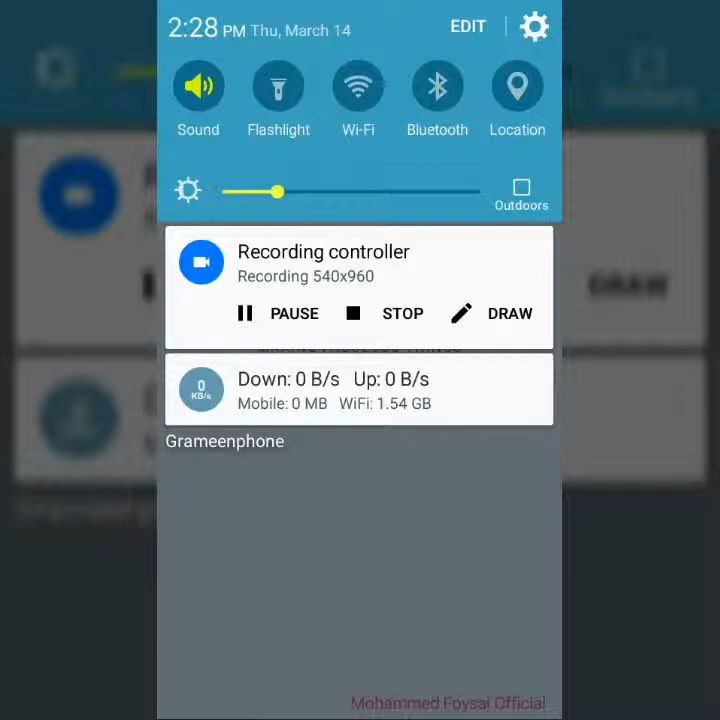 2:28 PM Thu, March 14 EDIT
Sound Flashlight Wi-Fi Bluetooth Location
Outdoors
Recording controller
Recording 540x960
PAUSE STOP DRAW
0 KB/s
Down: 0 B/s Up: 0 B/s
Mobile: 0 MB WiFi: 1.54 GB
Grameenphone
Mohammed Foysal Official